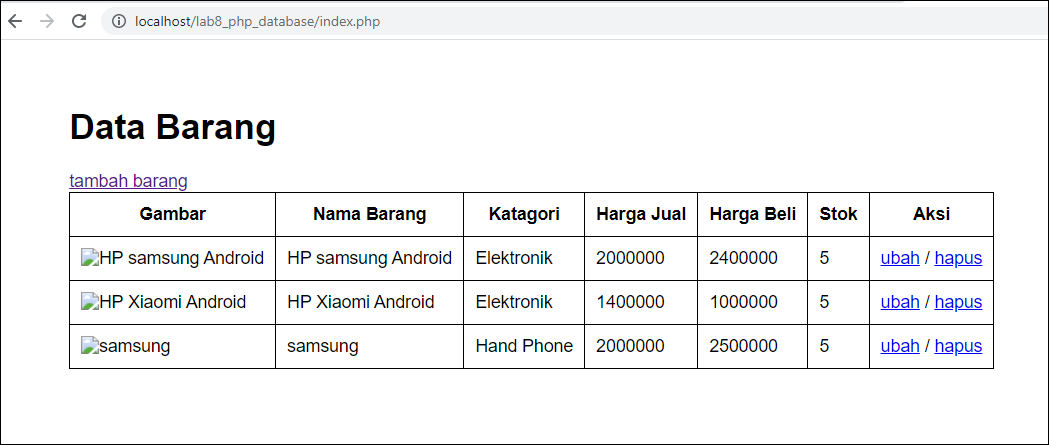 localhost/lab8_php_database/index.php
Data Barang
tambah barang
Gambar Nama Barang Katagori Harga Jual Harga Beli Stok Aksi
HP samsung Android HP samsung Android Elektronik 2000000 2400000 5 ubah / hapus
HP Xiaomi Android HP Xiaomi Android Elektronik 1400000 1000000 5 ubah / hapus
samsung samsung Hand Phone 2000000 2500000 5 ubah / hapus